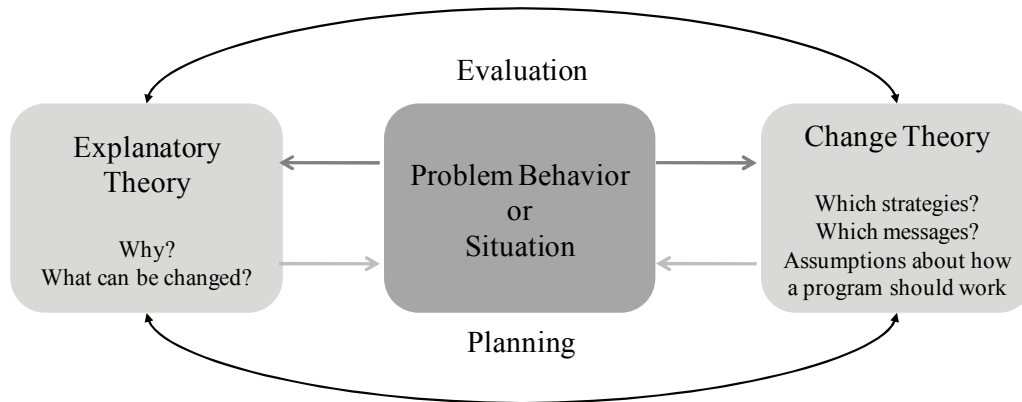 Evaluation
Explanatory
Theory
Why?
What can be changed?
Problem Behavior
or
Situation
Change Theory
Which strategies?
Which messages?
Assumptions about how
a program should work
Planning